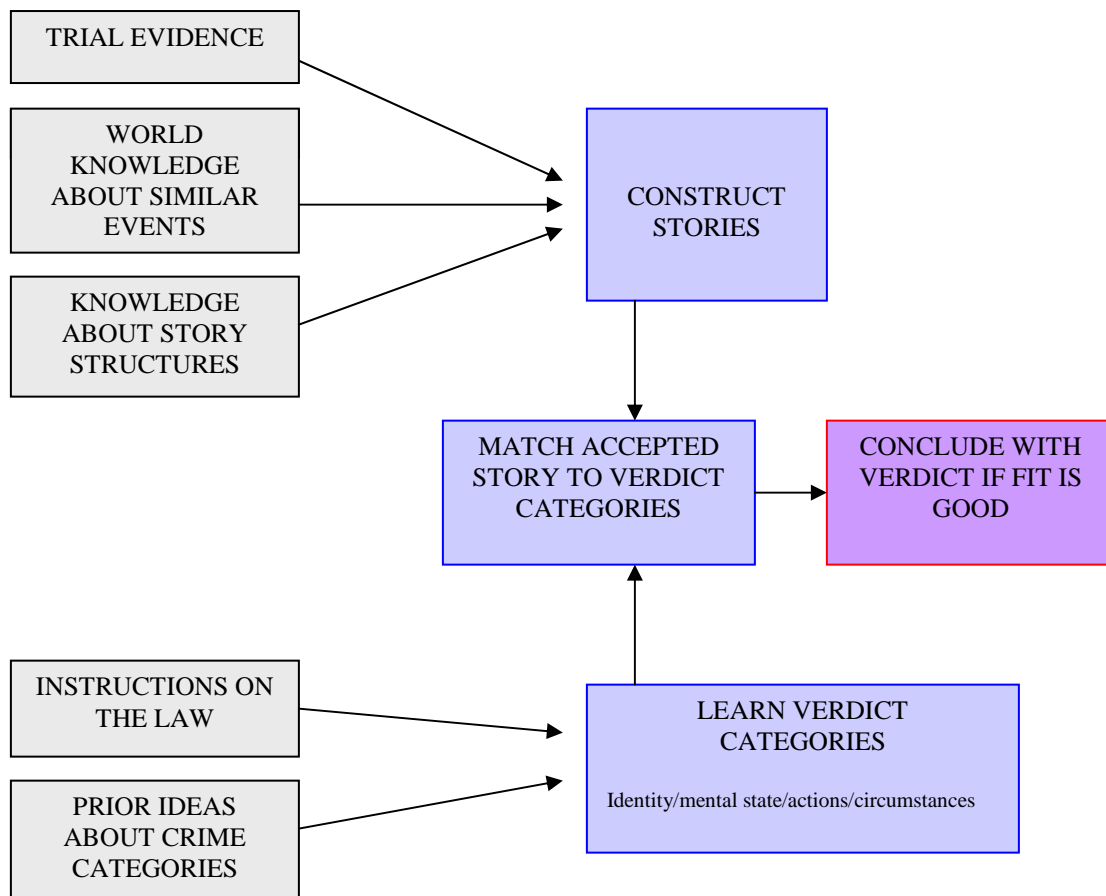 TRIAL EVIDENCE
WORLD
KNOWLEDGE
ABOUT SIMILAR
EVENTS
KNOWLEDGE
ABOUT STORY
STRUCTURES
CONSTRUCT
STORIES
MATCH ACCEPTED
STORY TO VERDICT
CATEGORIES
CONCLUDE WITH
VERDICT IF FIT IS
GOOD
INSTRUCTIONS ON
THE LAW
PRIOR IDEAS
ABOUT CRIME
CATEGORIES
LEARN VERDICT
CATEGORIES
Identity/mental state/actions/circumstances